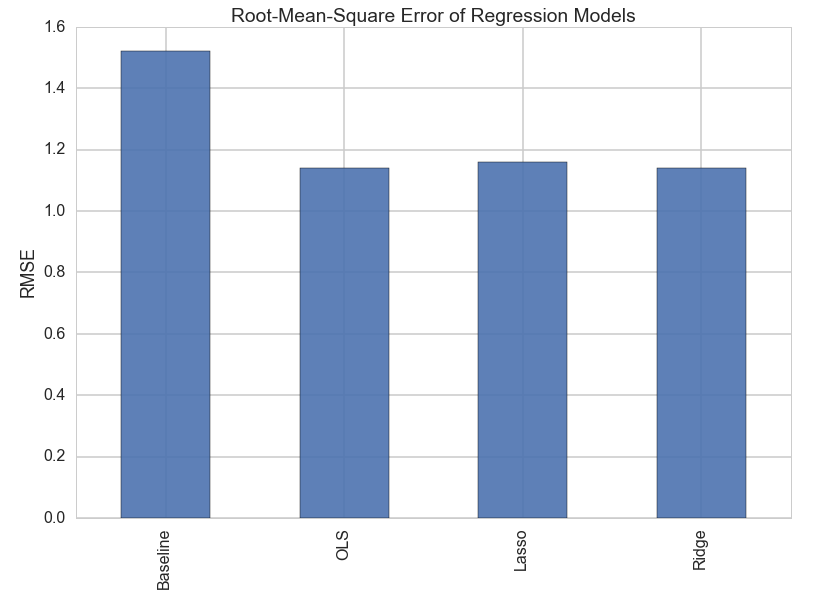 Root-Mean-Square Error of Regression Models
1.6
1.4
1.2
1.0
0.8
0.6
0.4
0.2
0.0
RMSE
Baseline
OLS
Lasso
Ridge